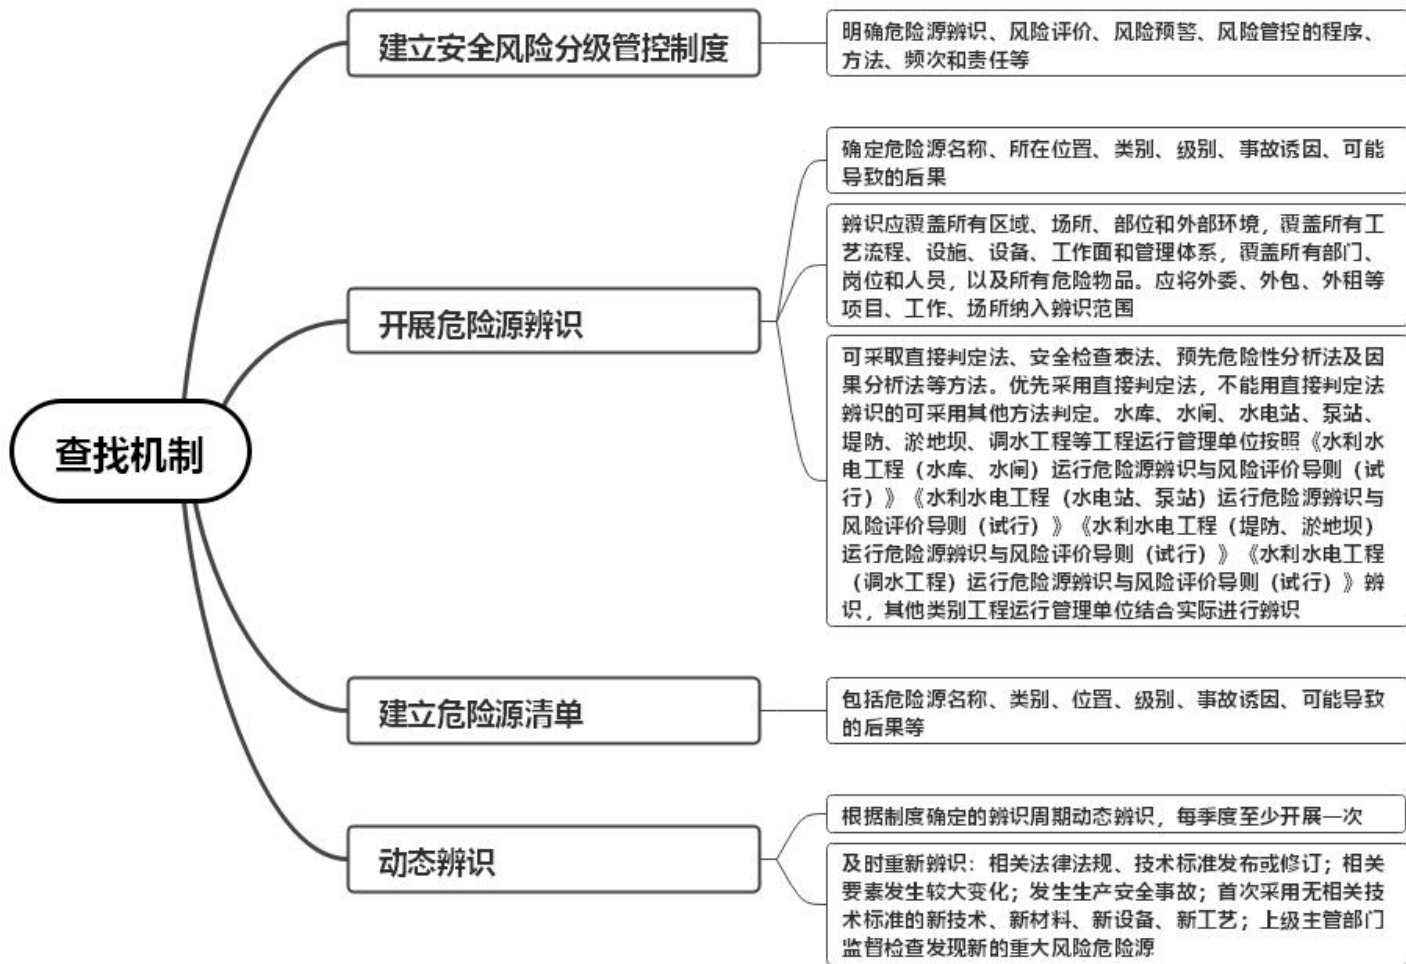 查找机制
建立安全风险分级管控制度
明确危险源辨识、风险评价、风险预警、风险管控的程序、
方法、频次和责任等
开展危险源辨识
确定危险源名称、所在位置、类别、级别、事故诱因、可能
导致的后果
辨识应覆盖所有区域、场所、部位和外部环境，覆盖所有工
艺流程、设施、设备、工作面和管理体系，覆盖所有部门、
岗位和人员，以及所有危险物品。应将外委、外包、外租等
项目、工作、场所纳入辨识范围
可采取直接判定法、安全检查表法、预先危险性分析法及因
果分析法等方法。优先采用直接判定法，不能用直接判定法
辨识的可采用其他方法判定。水库、水闸、水电站、泵站、
堤防、淤地坝、调水工程等工程运行管理单位按照《水利水
电工程（水库、水闸）运行危险源辨识与风险评价导则（试
行）》《水利水电工程（水电站、泵站）运行危险源辨识与
风险评价导则（试行）》《水利水电工程（堤防、淤地坝）
运行危险源辨识与风险评价导则（试行）》《水利水电工程
（调水工程）运行危险源辨识与风险评价导则（试行）》辨
识，其他类别工程运行管理单位结合实际进行辨识
建立危险源清单
包括危险源名称、类别、位置、级别、事故诱因、可能导致
的后果等
动态辨识
根据制度确定的辨识周期动态辨识，每季度至少开展一次
及时重新辨识：相关法律法规、技术标准发布或修订；相关
要素发生较大变化；发生生产安全事故；首次采用无相关技
术标准的新技术、新材料、新设备、新工艺；上级主管部门
监督检查发现新的重大风险危险源